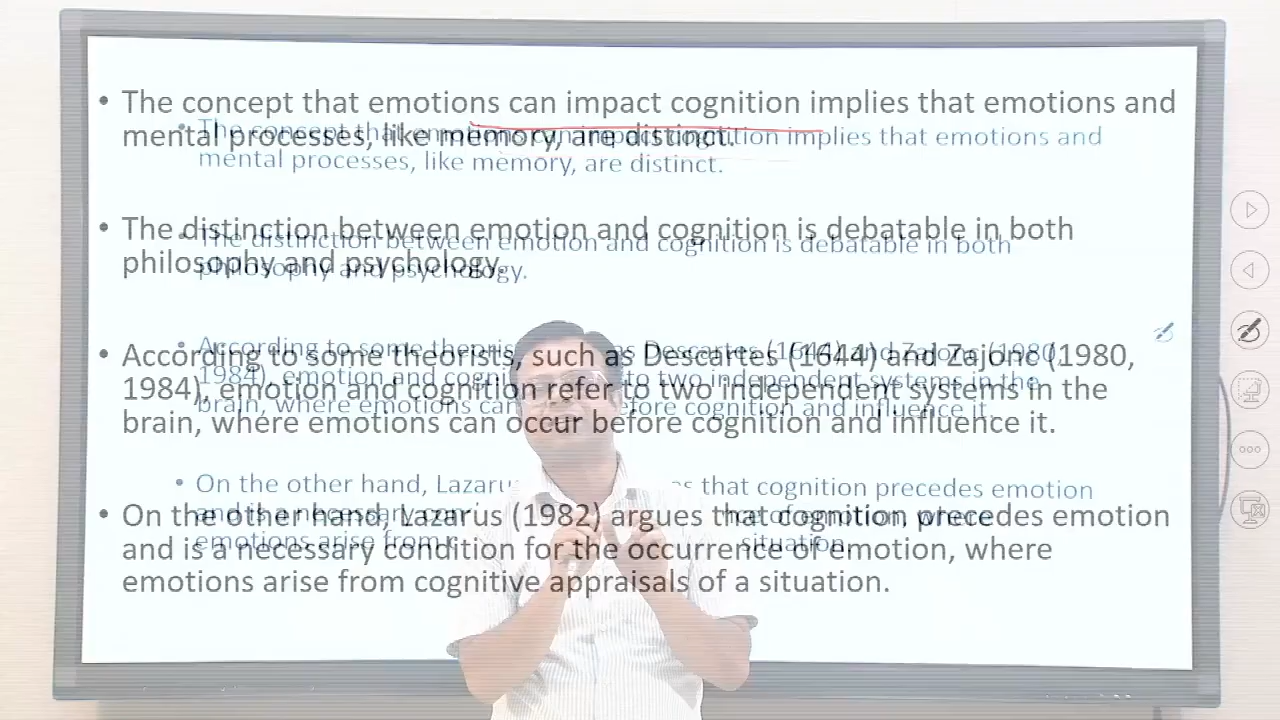 • The concept that emotions can impact cognition implies that emotions and
mental processes, like memory, are distinct.
• The distinction between emotion and cognition is debatable in both
philosophy and psychology.
• According to some theorists, such as Descartes (1644) and Zajonc (1980,
1984), emotion and cognition refer to two independent systems in the
brain, where emotions can occur before cognition and influence it.
• On the other hand, Lazarus (1982) argues that cognition precedes emotion
and is a necessary condition for the occurrence of emotion, where
emotions arise from cognitive appraisals of a situation.